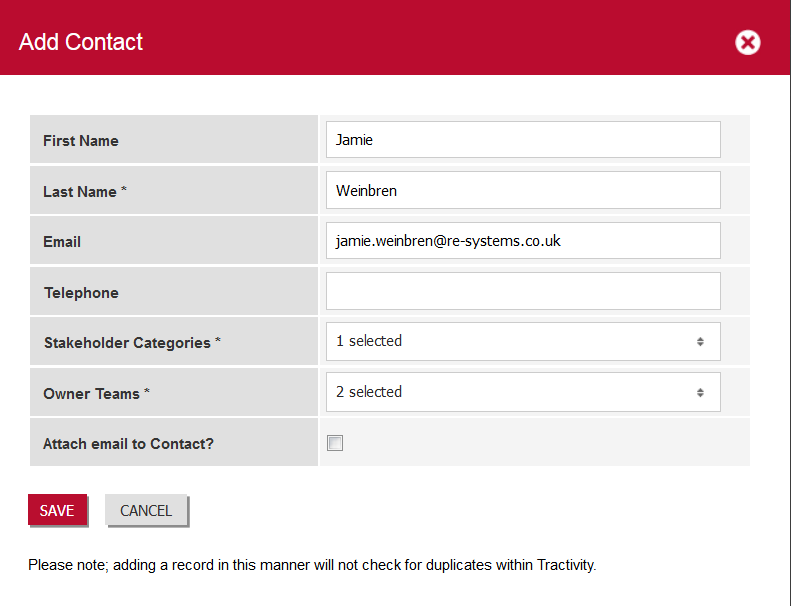 Add Contact
First Name
Jamie
Last Name *
Weinbren
Email
jamie.weinbren@re-systems.co.uk
Telephone
Stakeholder Categories *
1 selected
Owner Teams *
2 selected
Attach email to Contact?
SAVE
CANCEL
Please note; adding a record in this manner will not check for duplicates within Tractivity.